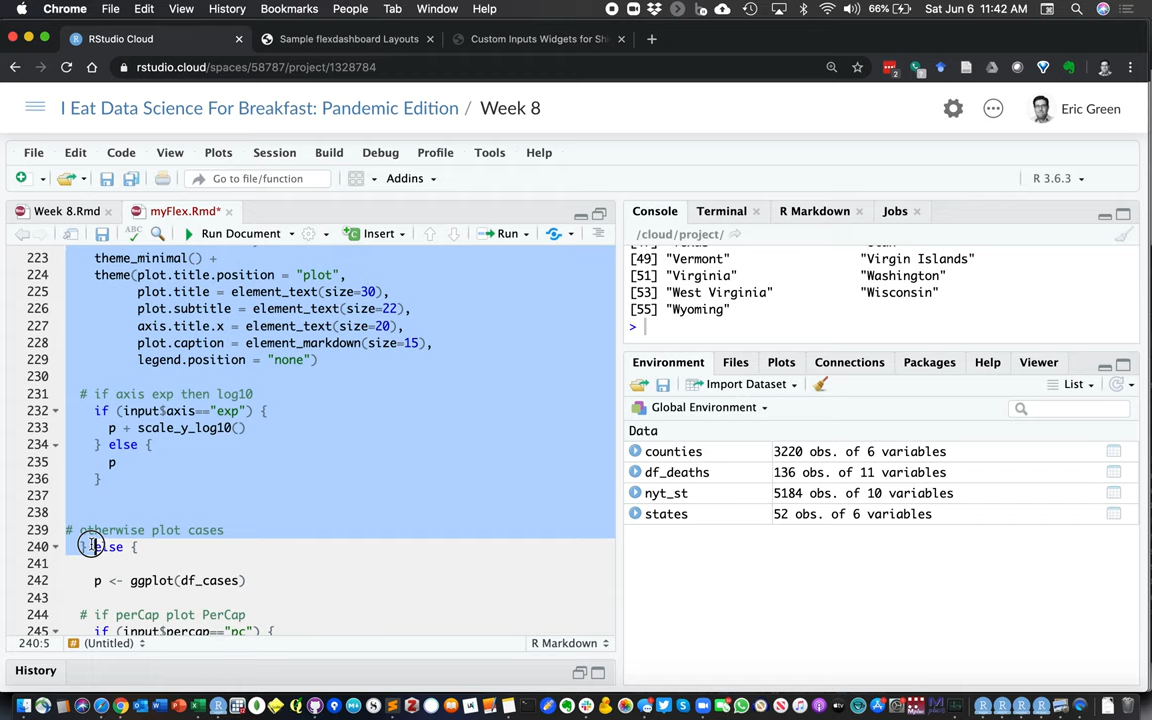 Chrome File Edit View History Bookmarks People Tab Window Help 66% Sat Jun 6 11:42 AM
RStudio Cloud Sample flexdashboard Layouts Custom Inputs Widgets for Shi
rstudio.cloud/spaces/58787/project/1328784
I Eat Data Science For Breakfast: Pandemic Edition / Week 8 Eric Green
File Edit Code View Plots Session Build Debug Profile Tools Help
Go to file/function Addins R 3.6.3
Week 8.Rmd myFlex.Rmd*
Run Document Insert Run
223 theme_minimal() +
224 theme(plot.title.position = "plot",
225 plot.title = element_text(size=30),
226 plot.subtitle = element_text(size=22),
227 axis.title.x = element_text(size=20),
228 plot.caption = element_markdown(size=15),
229 legend.position = "none")
230
231 # if axis exp then log10
232 if (input$axis=="exp") {
233 p + scale_y_log10()
234 } else {
235 p
236 }
237
238
239 # otherwise plot cases
240 } else {
241
242 p <- ggplot(df_cases)
243
244 # if perCap plot PerCap
245 if (input$percap=="pc") {
240:5 # (Untitled) R Markdown
History
Console Terminal R Markdown Jobs
/cloud/project/
[49] "Vermont" "Virgin Islands"
[51] "Virginia" "Washington"
[53] "West Virginia" "Wisconsin"
[55] "Wyoming"
>
Environment Files Plots Connections Packages Help Viewer
Import Dataset List
Global Environment
Data
counties 3220 obs. of 6 variables
df_deaths 136 obs. of 11 variables
nyt_st 5184 obs. of 10 variables
states 52 obs. of 6 variables